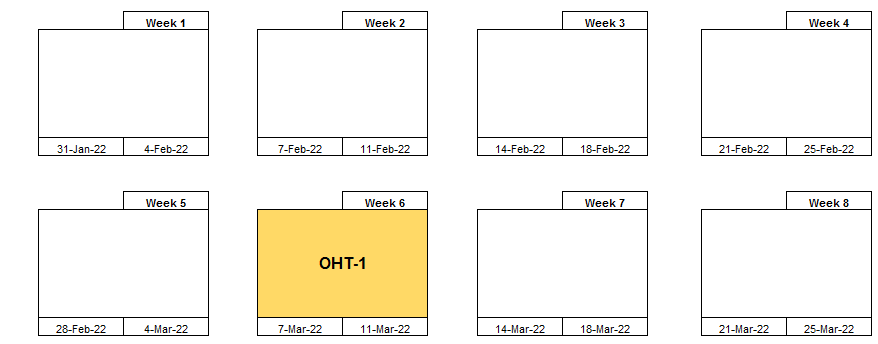 Week 1 Week 2 Week 3 Week 4
31-Jan-22 4-Feb-22 7-Feb-22 11-Feb-22 14-Feb-22 18-Feb-22 21-Feb-22 25-Feb-22
Week 5 Week 6 Week 7 Week 8
OHT-1
28-Feb-22 4-Mar-22 7-Mar-22 11-Mar-22 14-Mar-22 18-Mar-22 21-Mar-22 25-Mar-22